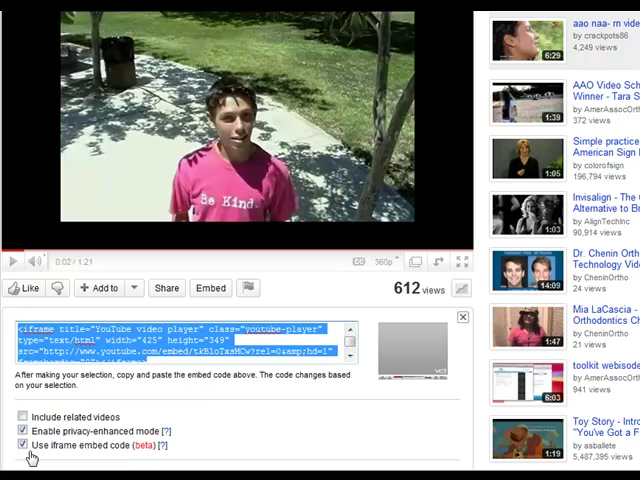 Be Kind.
0:02 / 1:21
CC
360p
Like
+ Add to
Share
Embed
612 views
<iframe title="YouTube video player" class="youtube-player"
type="text/html" width="425" height="349"
src="http://www.youtube.com/embed/tkBloTxsMCw?rel=0&amp;hd=1"
After making your selection, copy and paste the embed code above. The code changes based
on your selection.
Include related videos
Enable privacy-enhanced mode [?]
Use iframe embed code (beta) [?]
aao naa- rn vide
by crackpots86
4,249 views
6:29
AAO Video Sch
Winner - Tara S
by AmerAssocOrth
372 views
1:39
Simple practice
American Sign
by colorofsign
196,794 views
1:05
Invisalign - The
Alternative to B
by AlignTechInc
90,914 views
1:03
Dr. Chenin Orth
Technology Vid
by CheninOrtho
24 views
14:09
Mia LaCascia -
Orthodontics Ch
by CheninOrtho
21 views
1:47
toolkit webisode
by AmerAssocOr
941 views
6:03
Toy Story - Intro
"You've Got a F
by asballete
5,487,395 views
1:19